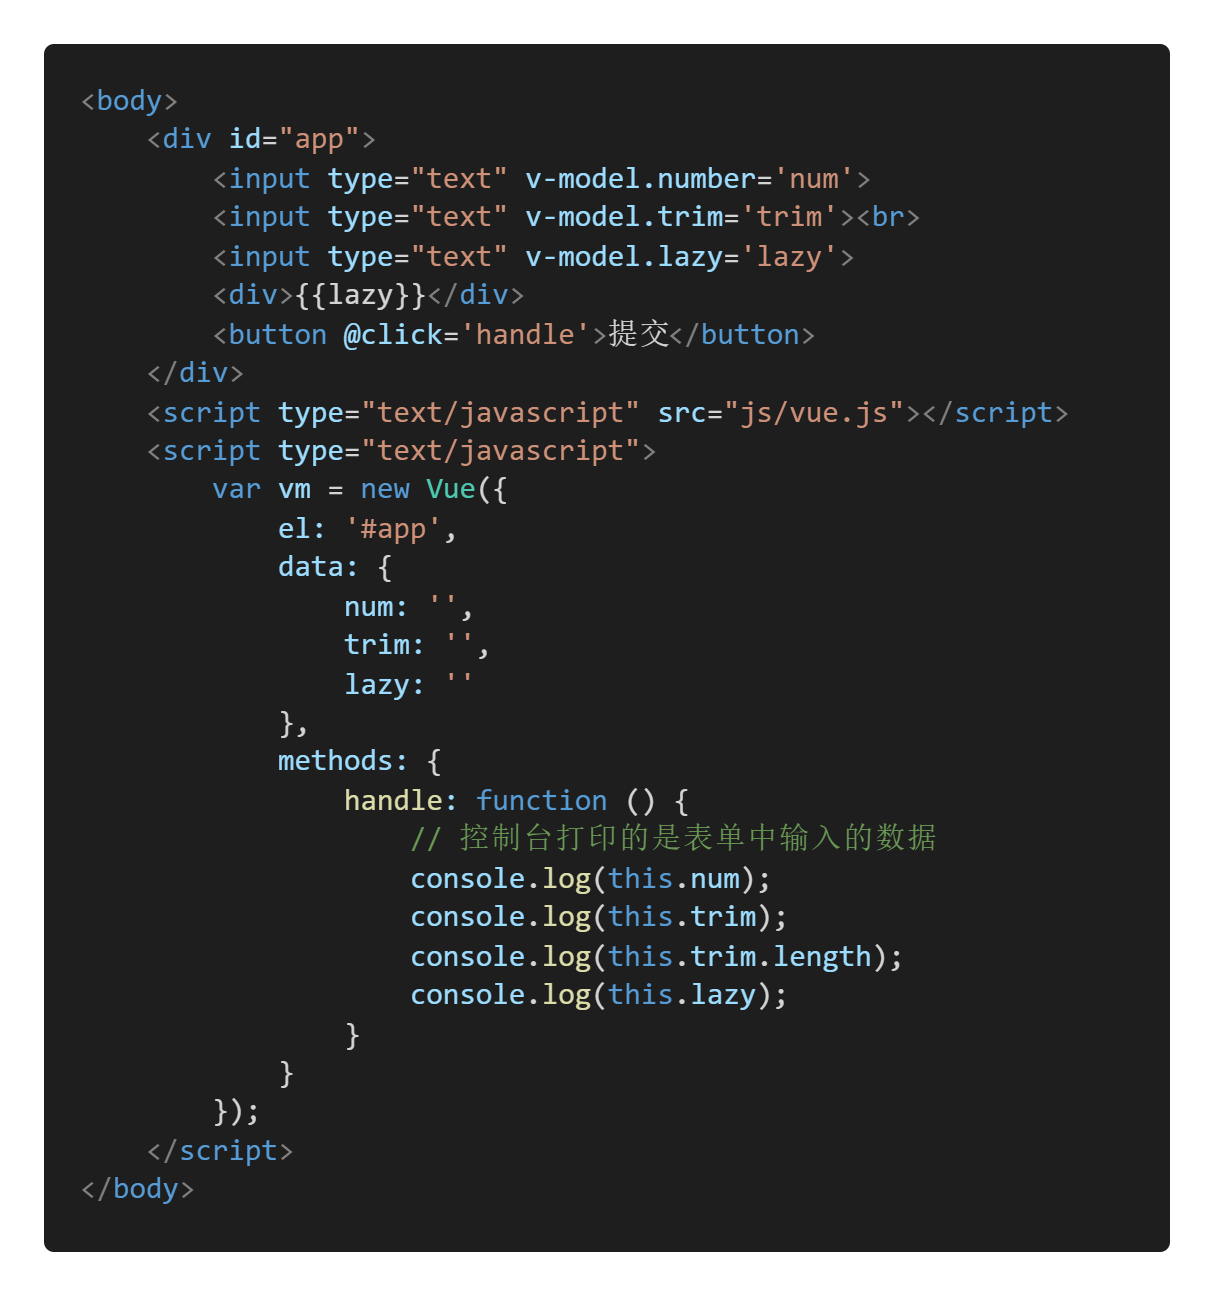 <body>
    <div id="app">
        <input type="text" v-model.number='num'>
        <input type="text" v-model.trim='trim'><br>
        <input type="text" v-model.lazy='lazy'>
        <div>{{lazy}}</div>
        <button @click='handle'>提交</button>
    </div>
    <script type="text/javascript" src="js/vue.js"></script>
    <script type="text/javascript">
        var vm = new Vue({
            el: '#app',
            data: {
                num: '',
                trim: '',
                lazy: ''
            },
            methods: {
                handle: function () {
                    // 控制台打印的是表单中输入的数据
                    console.log(this.num);
                    console.log(this.trim);
                    console.log(this.trim.length);
                    console.log(this.lazy);
                }
            }
        });
    </script>
</body>